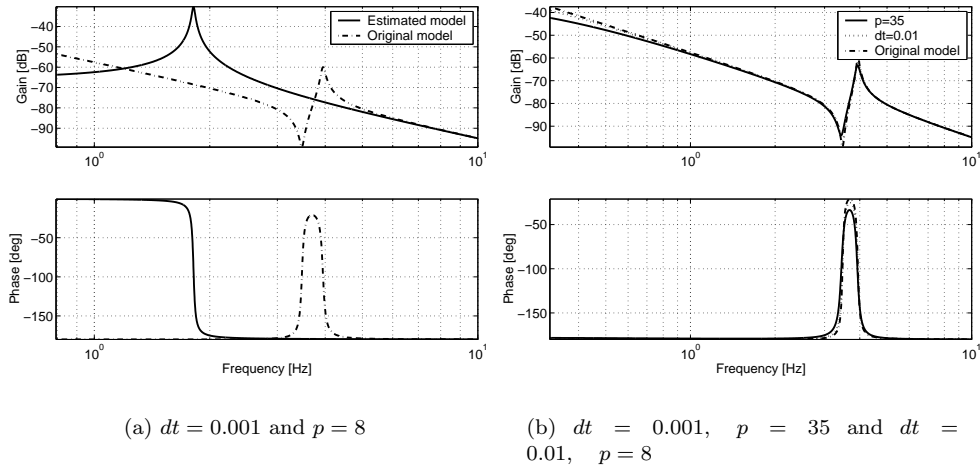 Estimated model
Original model
Gain [dB]
−40
−50
−60
−70
−80
−90
10^0
10^1
Phase [deg]
−50
−100
−150
10^0
10^1
Frequency [Hz]
(a) dt = 0.001 and p = 8
p=35
dt=0.01
Original model
Gain [dB]
−40
−50
−60
−70
−80
−90
10^0
10^1
Phase [deg]
−50
−100
−150
10^0
10^1
Frequency [Hz]
(b) dt = 0.001, p = 35 and dt =
0.01, p = 8